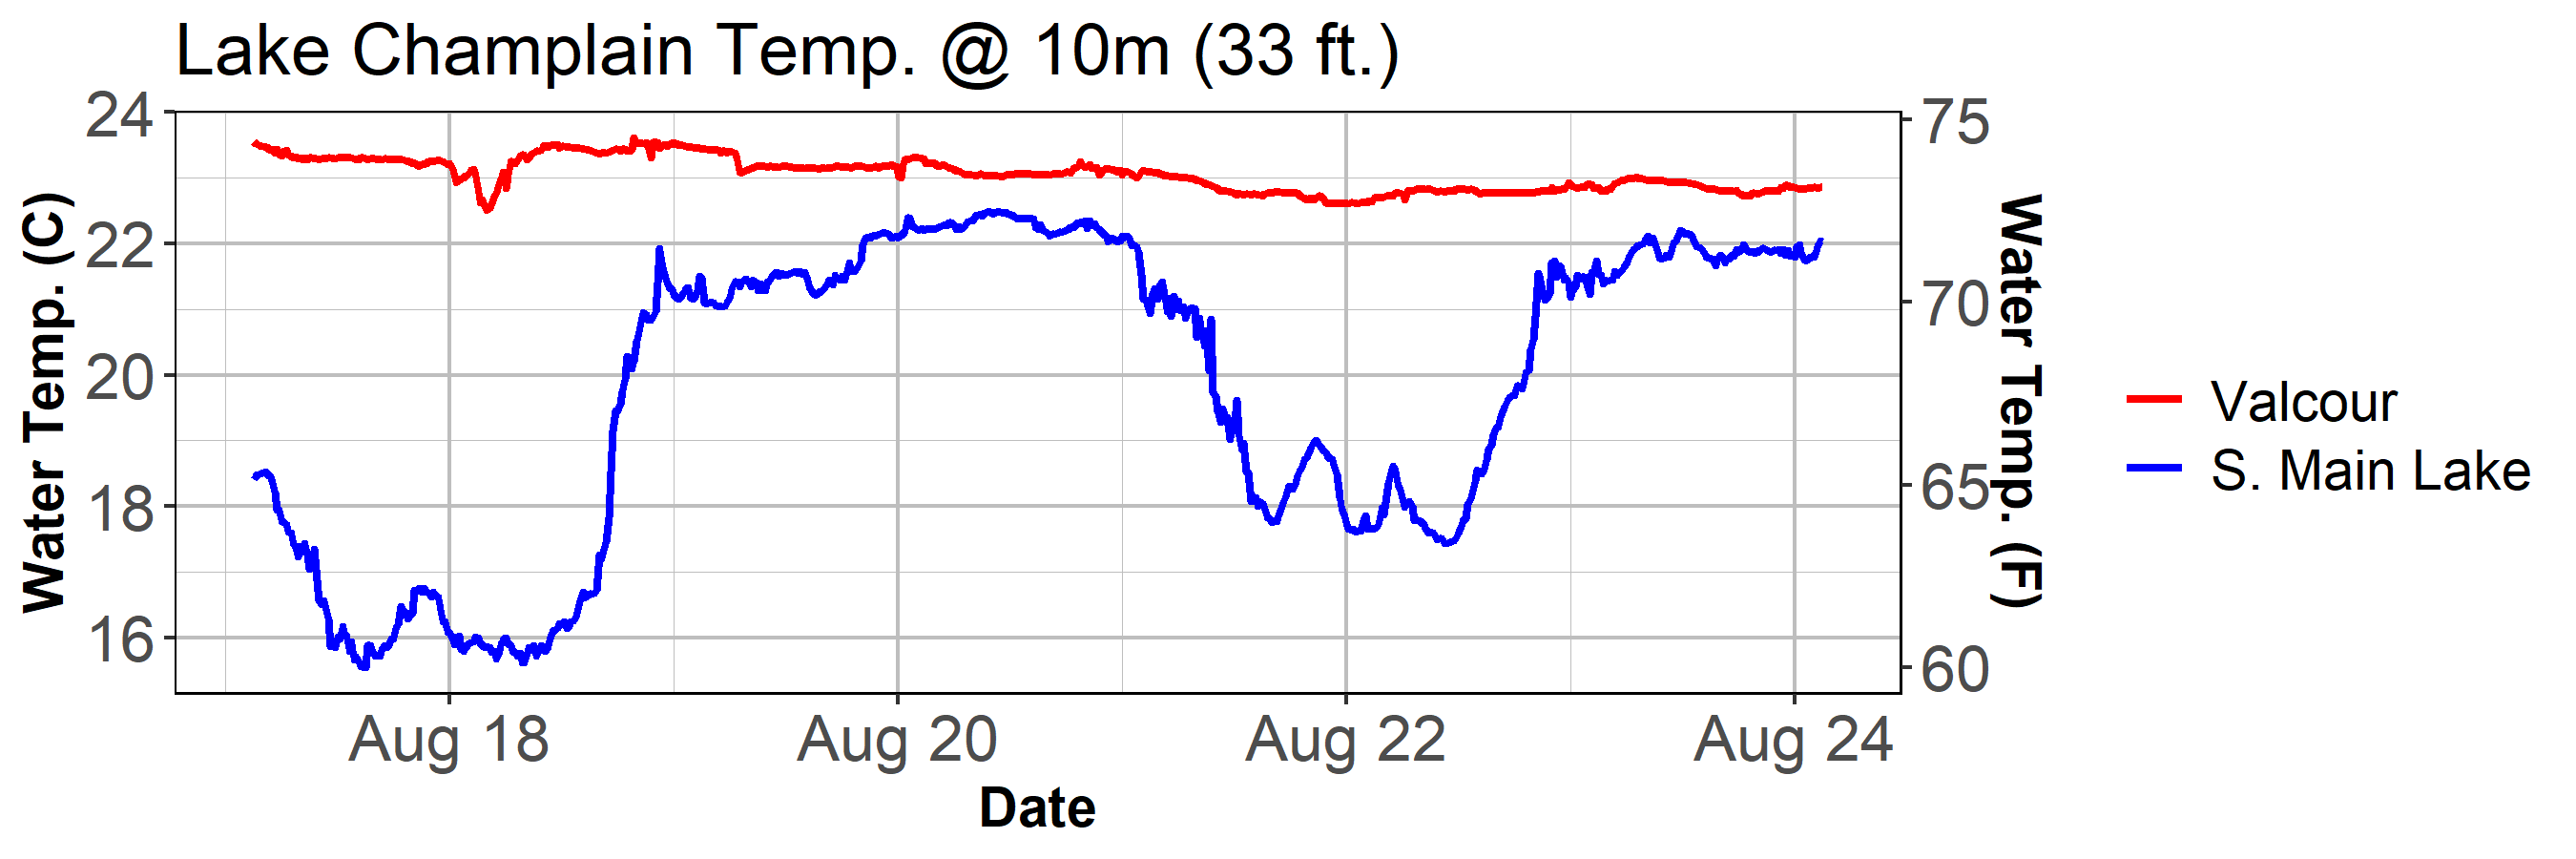 Lake Champlain Temp. @ 10m (33 ft.)
Water Temp. (C)
24
22
20
18
16
75
70
65
60
Water Temp. (F)
Aug 18
Aug 20
Aug 22
Aug 24
Date
Valcour
S. Main Lake